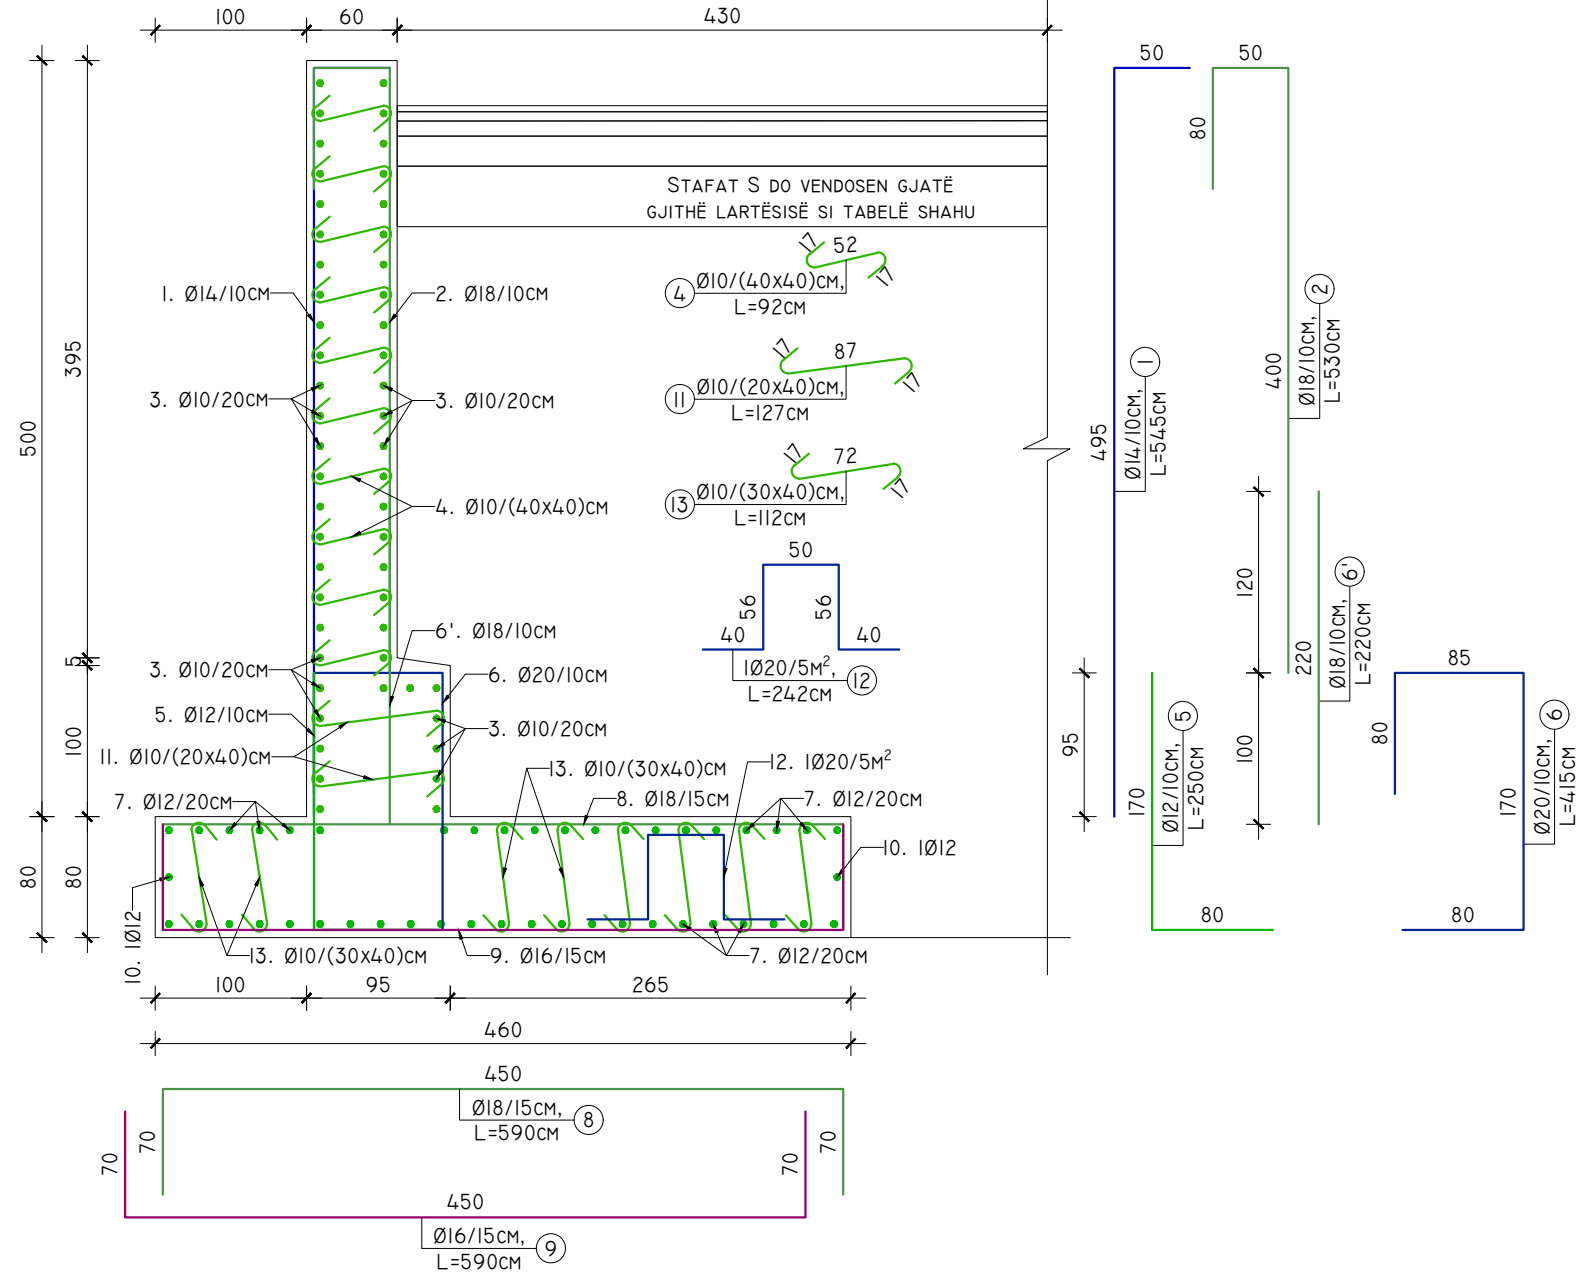 100
60
430
50
50
80
STAFAT S DO VENDOSEN GJATË
GJITHË LARTËSISË SI TABELË SHAHU
17
52
17
4
Ø10/(40x40)CM,
L=92CM
1. Ø14/10CM
2. Ø18/10CM
2
Ø18/10CM,
L=530CM
400
395
17
87
17
11
Ø10/(20x40)CM,
L=127CM
1
Ø14/10CM,
L=545CM
495
3. Ø10/20CM
3. Ø10/20CM
500
17
72
17
13
Ø10/(30x40)CM,
L=112CM
4. Ø10/(40x40)CM
50
56
56
40
40
1Ø20/5M²,
L=242CM
12
120
6'
Ø18/10CM,
L=220CM
220
6'. Ø18/10CM
5
3. Ø10/20CM
6. Ø20/10CM
5. Ø12/10CM
3. Ø10/20CM
100
11. Ø10/(20x40)CM
13. Ø10/(30x40)CM
12. 1Ø20/5M²
7. Ø12/20CM
8. Ø18/15CM
7. Ø12/20CM
95
170
5
Ø12/10CM,
L=250CM
80
100
85
80
170
6
Ø20/10CM,
L=415CM
80
80
80
10. 1Ø12
10. 1Ø12
13. Ø10/(30x40)CM
9. Ø16/15CM
7. Ø12/20CM
100
95
265
460
450
Ø18/15CM,
L=590CM
8
70
70
70
70
450
Ø16/15CM,
L=590CM
9